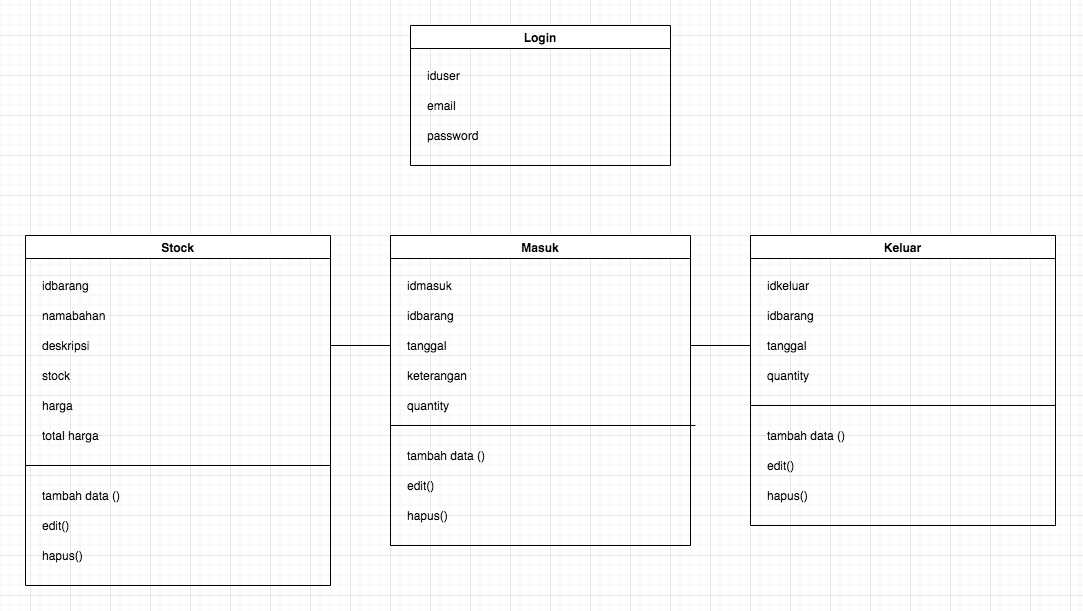 Login
iduser
email
password
Stock
idbarang
namabahan
deskripsi
stock
harga
total harga
tambah data ()
edit()
hapus()
Masuk
idmasuk
idbarang
tanggal
keterangan
quantity
tambah data ()
edit()
hapus()
Keluar
idkeluar
idbarang
tanggal
quantity
tambah data ()
edit()
hapus()